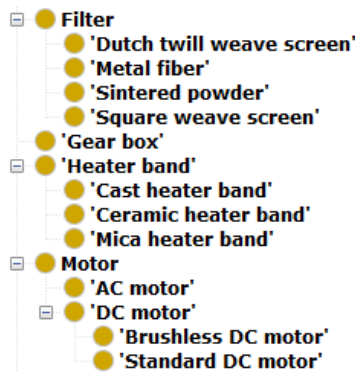 Filter
'Dutch twill weave screen'
'Metal fiber'
'Sintered powder'
'Square weave screen'
'Gear box'
'Heater band'
'Cast heater band'
'Ceramic heater band'
'Mica heater band'
Motor
'AC motor'
'DC motor'
'Brushless DC motor'
'Standard DC motor'